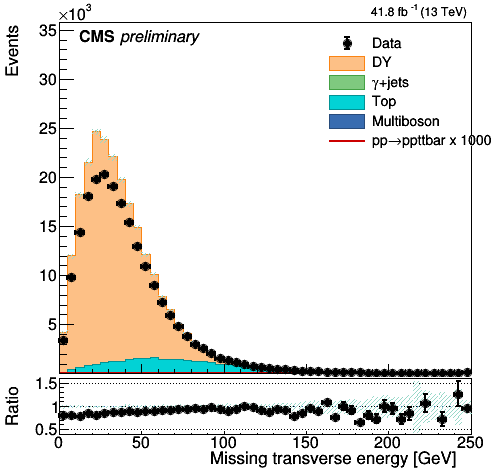 ×10³
41.8 fb⁻¹ (13 TeV)
CMS preliminary
Events
35
30
25
20
15
10
5
0
Data
DY
γ+jets
Top
Multiboson
pp→ppttbar x 1000
Ratio
1.5
1
0.5
0 50 100 150 200 250
Missing transverse energy [GeV]